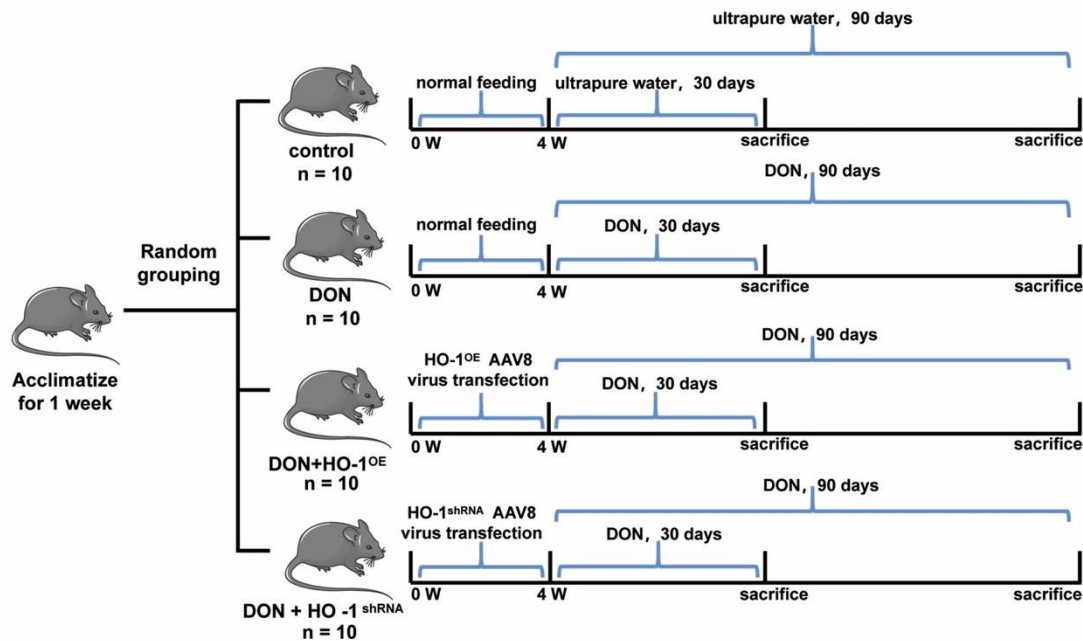 Acclimatize
for 1 week
Random
grouping
control
n = 10
normal feeding
ultrapure water, 30 days
ultrapure water, 90 days
0 W
4 W
sacrifice
sacrifice
DON
n = 10
normal feeding
DON, 30 days
DON, 90 days
0 W
4 W
sacrifice
sacrifice
DON+HO-1ᴼᴱ
n = 10
HO-1ᴼᴱ AAV8
virus transfection
DON, 30 days
DON, 90 days
0 W
4 W
sacrifice
sacrifice
DON + HO -1 shRNA
n = 10
HO-1shRNA AAV8
virus transfection
DON, 30 days
DON, 90 days
0 W
4 W
sacrifice
sacrifice